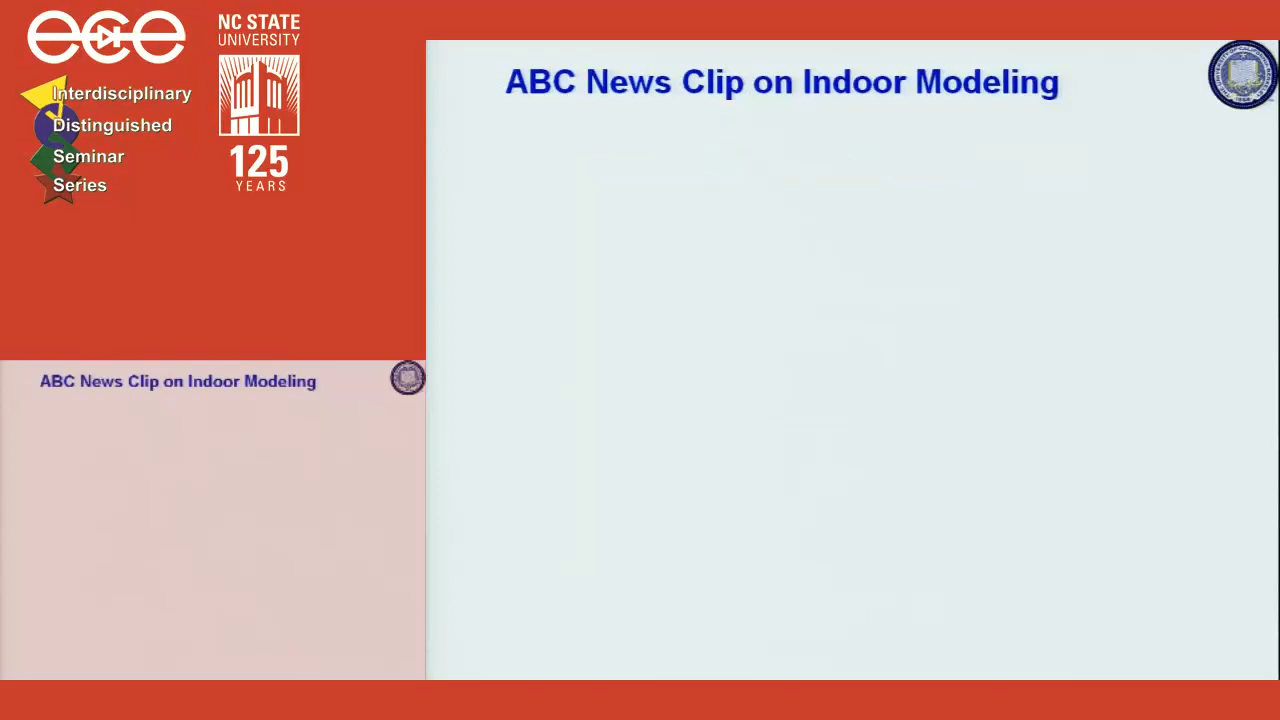 ece
Interdisciplinary
Distinguished
Seminar
Series
NC STATE
UNIVERSITY
125
YEARS
ABC News Clip on Indoor Modeling
ABC News Clip on Indoor Modeling